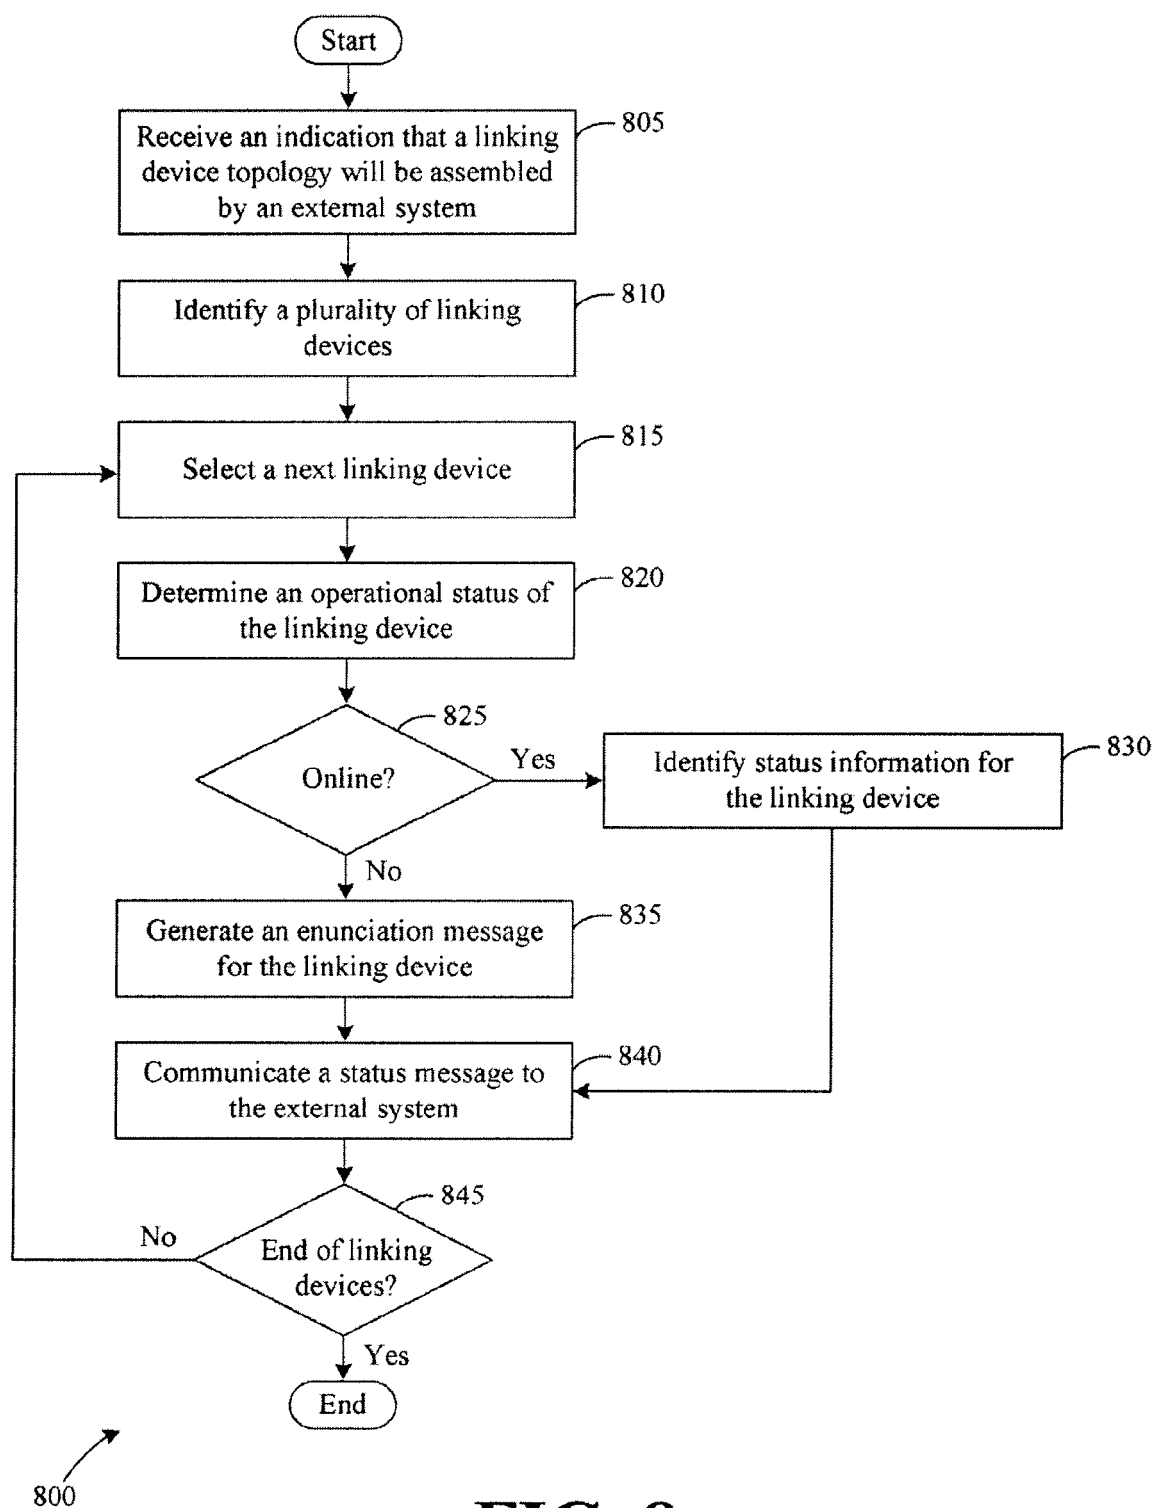 Start
Receive an indication that a linking
device topology will be assembled
by an external system
805
Identify a plurality of linking
devices
810
Select a next linking device
815
Determine an operational status of
the linking device
820
825
Online?
Yes
Identify status information for
the linking device
830
No
Generate an enunciation message
for the linking device
835
Communicate a status message to
the external system
840
845
End of linking
devices?
No
Yes
End
800